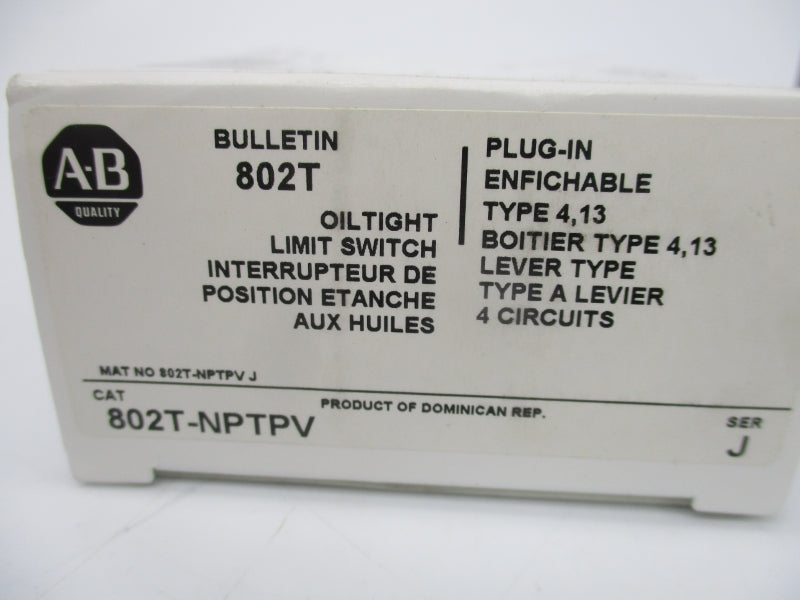 A-B
QUALITY
BULLETIN
802T
OILTIGHT
LIMIT SWITCH
INTERRUPTEUR DE
POSITION ETANCHE
AUX HUILES
PLUG-IN
ENFICHABLE
TYPE 4,13
BOITIER TYPE 4,13
LEVER TYPE
TYPE A LEVIER
4 CIRCUITS
MAT NO 802T-NPTPV J
CAT
802T-NPTPV
PRODUCT OF DOMINICAN REP.
SER
J